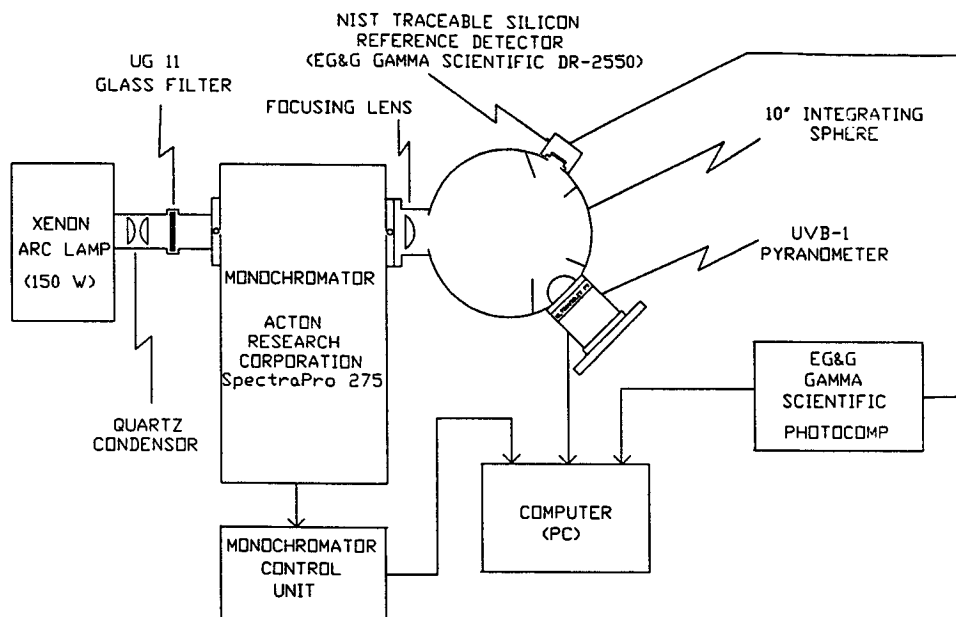 NIST TRACEABLE SILICON
REFERENCE DETECTOR
(EG&G GAMMA SCIENTIFIC DR-2550)
UG 11
GLASS FILTER
FOCUSING LENS
10" INTEGRATING
SPHERE
XENON
ARC LAMP
(150 W)
UVB-1
PYRANOMETER
MONOCHROMATOR
ACTON
RESEARCH
CORPORATION
SpectraPro 275
QUARTZ
CONDENSOR
EG&G
GAMMA
SCIENTIFIC
PHOTOCOMP
COMPUTER
(PC)
MONOCHROMATOR
CONTROL
UNIT